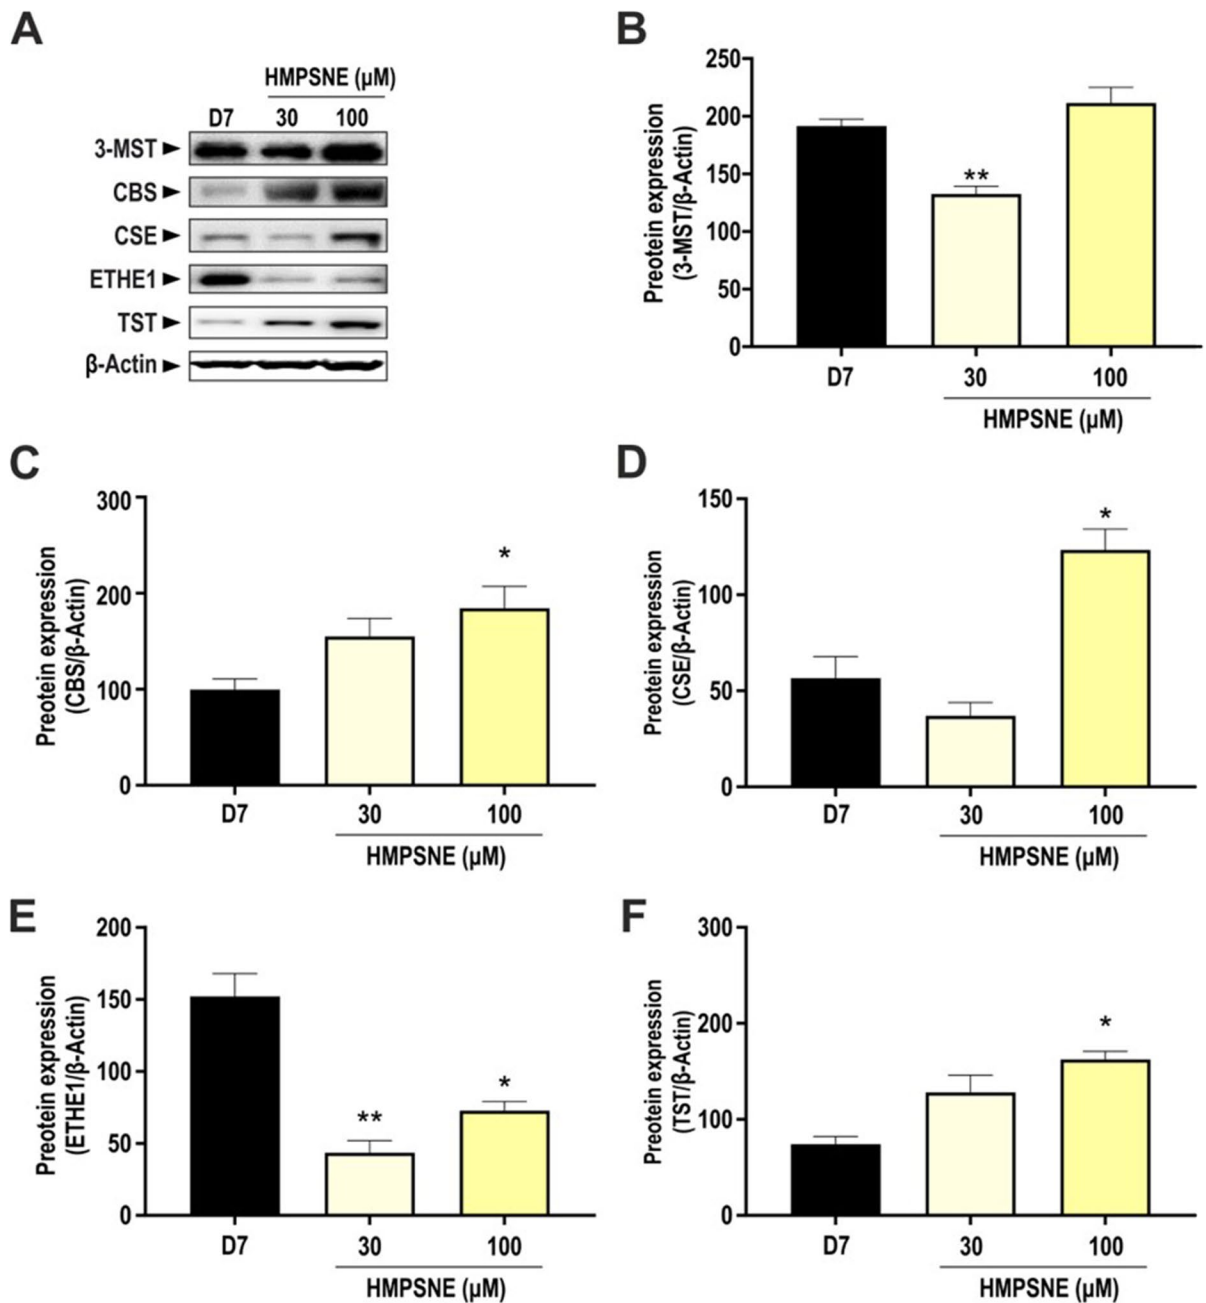 A
HMPSNE (µM)
D7 30 100
3-MST
CBS
CSE
ETHE1
TST
β-Actin
B
Preotein expression
(3-MST/β-Actin)
250
200
150
100
50
0
**
D7 30 100
HMPSNE (µM)
C
Preotein expression
(CBS/β-Actin)
300
200
100
0
*
D7 30 100
HMPSNE (µM)
D
Preotein expression
(CSE/β-Actin)
150
100
50
0
*
D7 30 100
HMPSNE (µM)
E
Preotein expression
(ETHE1/β-Actin)
200
150
100
50
0
**
*
D7 30 100
HMPSNE (µM)
F
Preotein expression
(TST/β-Actin)
300
200
100
0
*
D7 30 100
HMPSNE (µM)